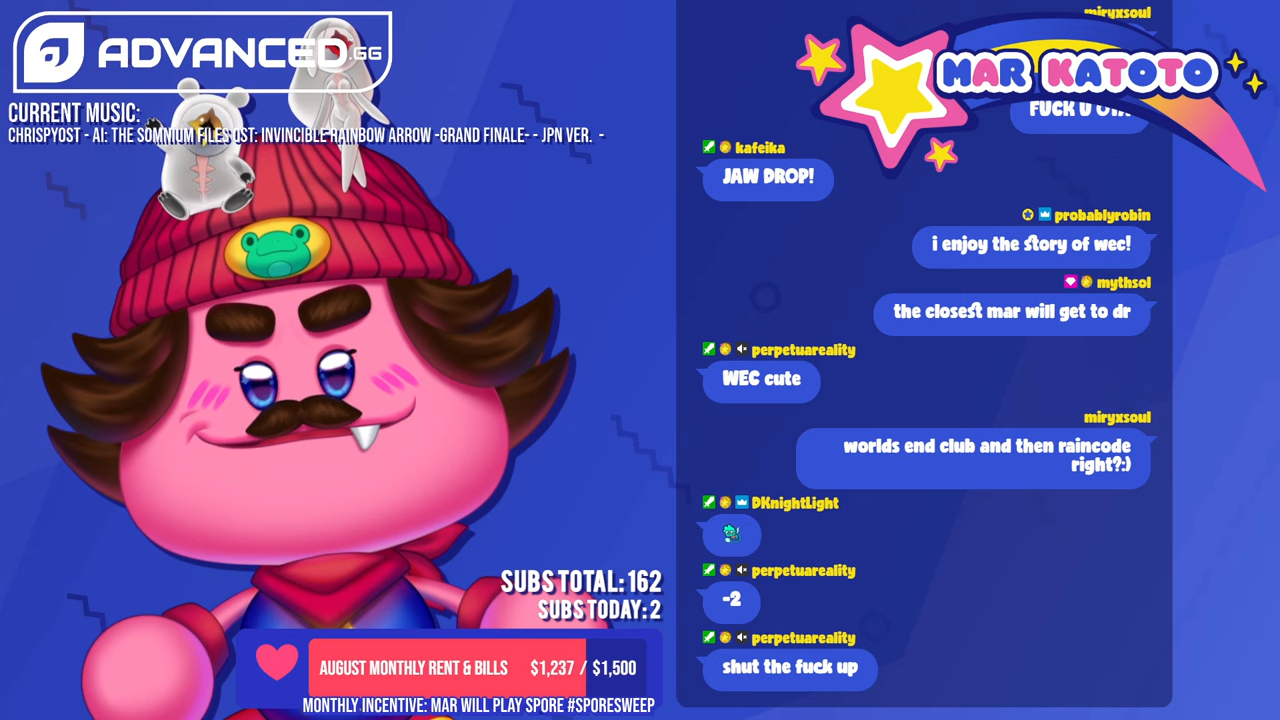 ADVANCED.GG
CURRENT MUSIC:
CHRISPYOST - AI: THE SOMNIUM FILES OST: INVINCIBLE RAINBOW ARROW -GRAND FINALE- - JPN VER. -
SUBS TOTAL: 162
SUBS TODAY: 2
AUGUST MONTHLY RENT & BILLS $1,237 / $1,500
MONTHLY INCENTIVE: MAR WILL PLAY SPORE #SPORESWEEP
miryxsoul
MAR KATOTO
FUCK U
kafeika
JAW DROP!
probablyrobin
i enjoy the story of wec!
mythsol
the closest mar will get to dr
perpetuareality
WEC cute
miryxsoul
worlds end club and then raincode
right?:)
DKnightLight
perpetuareality
-2
perpetuareality
shut the fuck up